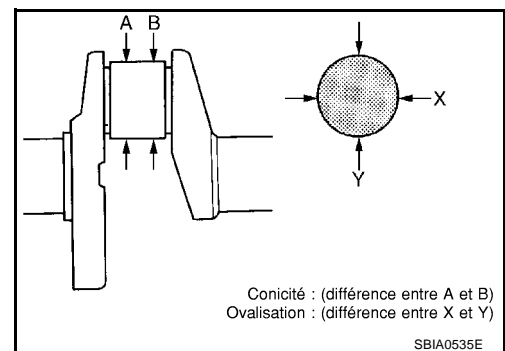 A B
X
Y
Conicité : (différence entre A et B)
Ovalisation : (différence entre X et Y)
SBIA0535E